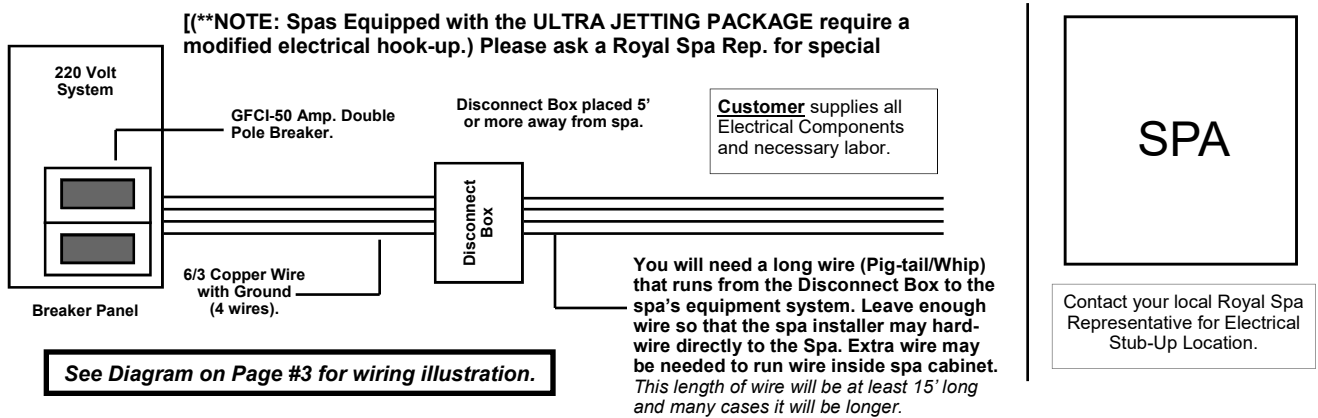 [(**NOTE: Spas Equipped with the ULTRA JETTING PACKAGE require a
modified electrical hook-up.) Please ask a Royal Spa Rep. for special
220 Volt
System
GFCI-50 Amp. Double
Pole Breaker.
Disconnect Box placed 5’
or more away from spa.
Customer supplies all
Electrical Components
and necessary labor.
SPA
Disconnect
Box
6/3 Copper Wire
with Ground
(4 wires).
Breaker Panel
You will need a long wire (Pig-tail/Whip)
that runs from the Disconnect Box to the
spa’s equipment system. Leave enough
wire so that the spa installer may hard-
wire directly to the Spa. Extra wire may
be needed to run wire inside spa cabinet.
This length of wire will be at least 15’ long
and many cases it will be longer.
Contact your local Royal Spa
Representative for Electrical
Stub-Up Location.
See Diagram on Page #3 for wiring illustration.